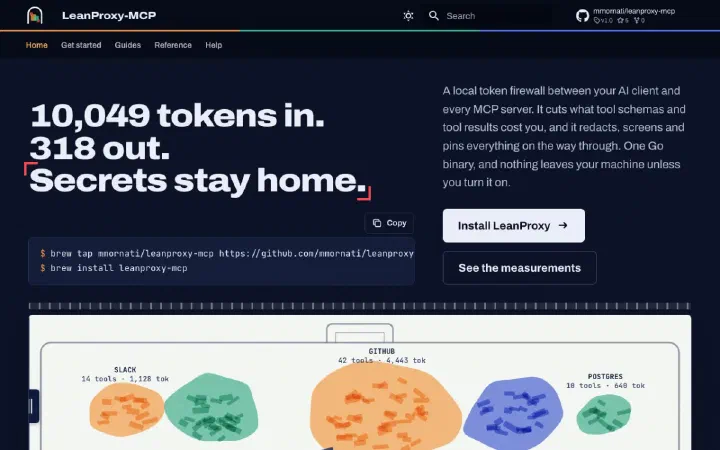 LeanProxy-MCP
Search
mmornati/leanproxy-mcp
v1.0 6 0
Home Get started Guides Reference Help
10,049 tokens in.
318 out.
Secrets stay home.
A local token firewall between your AI client and
every MCP server. It cuts what tool schemas and
tool results cost you, and it redacts, screens and
pins everything on the way through. One Go
binary, and nothing leaves your machine unless
you turn it on.
Copy
$ brew tap mmornati/leanproxy-mcp https://github.com/mmornati/leanproxy
$ brew install leanproxy-mcp
Install LeanProxy →
See the measurements
GITHUB
42 tools · 4,443 tok
SLACK
14 tools · 1,128 tok
POSTGRES
10 tools · 640 tok